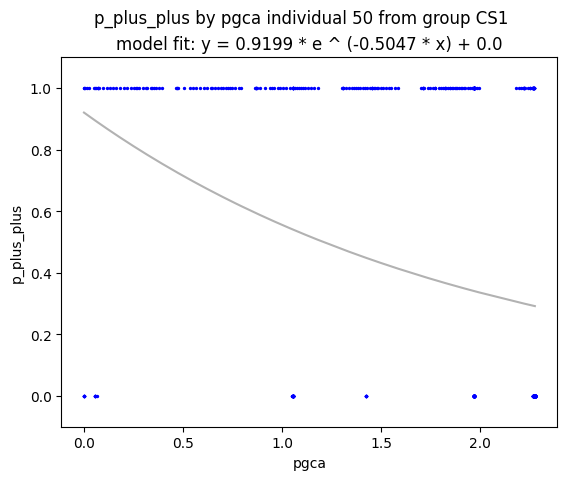 p_plus_plus by pgca individual 50 from group CS1
model fit: y = 0.9199 * e ^ (-0.5047 * x) + 0.0
1.0
0.8
0.6
0.4
0.2
0.0
p_plus_plus
0.0 0.5 1.0 1.5 2.0
pgca